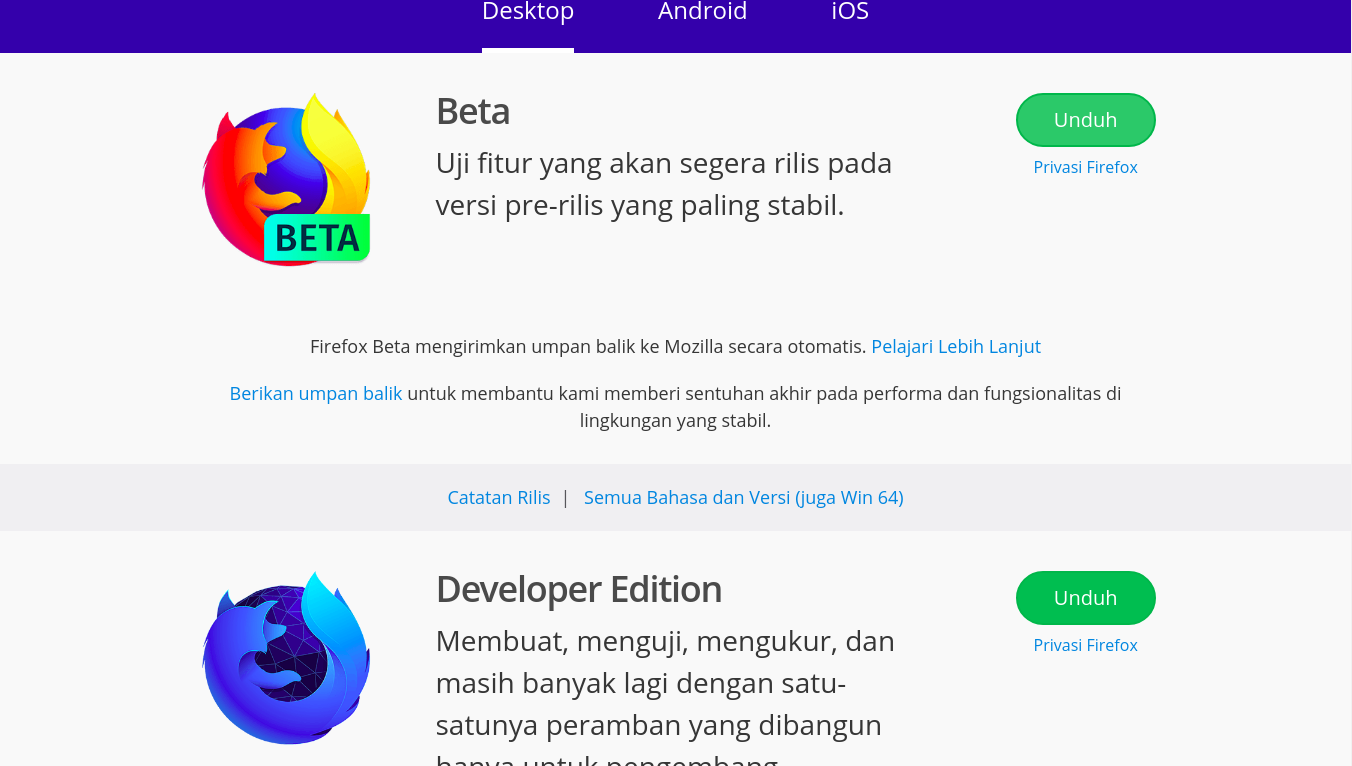 Desktop Android iOS
Beta
Uji fitur yang akan segera rilis pada
versi pre-rilis yang paling stabil.
Unduh
Privasi Firefox
BETA
Firefox Beta mengirimkan umpan balik ke Mozilla secara otomatis. Pelajari Lebih Lanjut
Berikan umpan balik untuk membantu kami memberi sentuhan akhir pada performa dan fungsionalitas di
lingkungan yang stabil.
Catatan Rilis | Semua Bahasa dan Versi (juga Win 64)
Developer Edition
Membuat, menguji, mengukur, dan
masih banyak lagi dengan satu-
satunya peramban yang dibangun
hanya untuk pengembang.
Unduh
Privasi Firefox